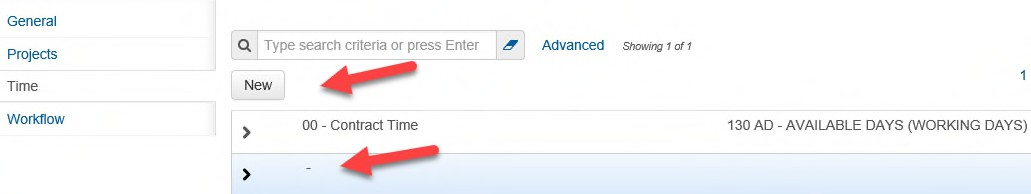 General
Projects
Time
Workflow
Type search criteria or press Enter
Advanced
Showing 1 of 1
New
1
00 - Contract Time
130 AD - AVAILABLE DAYS (WORKING DAYS)
-